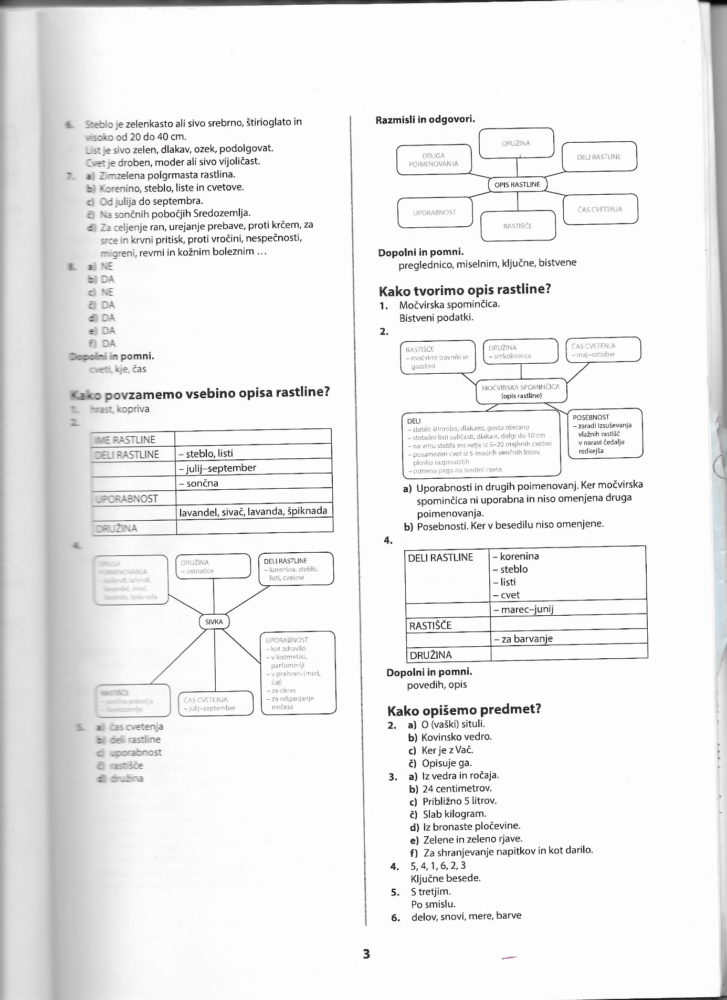 6. Steblo je zelenkasto ali sivo srebrno, štirioglato in
visoko od 20 do 40 cm.
List je sivo zelen, dlakav, ozek, podolgovat.
Cvet je droben, moder ali sivo vijoličast.
7. a) Zimzelena polgrmasta rastlina.
b) Korenino, steblo, liste in cvetove.
c) Od julija do septembra.
č) Na sončnih pobočjih Sredozemlja.
d) Za celjenje ran, urejanje prebave, proti krčem, za
srce in krvni pritisk, proti vročini, nespečnosti,
migreni, revmi in kožnim boleznim ...
8. a) NE
b) DA
c) NE
č) DA
d) DA
e) DA
f) DA
Dopolni in pomni.
cveti, kje, čas
Kako povzamemo vsebino opisa rastline?
1. hrast, kopriva
2.
IME RASTLINE
DELI RASTLINE – steblo, listi
– julij–september
– sončna
UPORABNOST
lavandel, sivač, lavanda, špiknada
DRUŽINA
4.
DRUGA
POIMENOVANJA
lafendl,
lavandel, sivač,
lavanda, špiknada
DRUŽINA
– ustnatice
DELI RASTLINE
– korenina, steblo,
listi, cvetovi
SIVKA
RASTIŠČE
– sončna pobočja
Sredozemlje
ČAS CVETENJA
– julij–september
UPORABNOST
– kot zdravilo
– v kozmetiki,
parfumeriji
– v prehrani (med,
čaj)
– za okras
– za odganjanje
mrčesa
5. a) čas cvetenja
b) deli rastline
c) uporabnost
č) rastišče
d) družina
Razmisli in odgovori.
DRUGA
POIMENOVANJA
DRUŽINA
DELI RASTLINE
OPIS RASTLINE
UPORABNOST
RASTIŠČE
ČAS CVETENJA
Dopolni in pomni.
preglednico, miselnim, ključne, bistvene
Kako tvorimo opis rastline?
1. Močvirska spominčica.
Bistveni podatki.
2.
RASTIŠČE
– močvirni travniki in
gozdovi
DRUŽINA
– srhkolistnice
ČAS CVETENJA
– maj–oktober
MOČVIRSKA SPOMINČICA
(opis rastline)
DELI
– steblo štirirobo, dlakavo, gosto olistano
– stebelni listi suličasti, dlakavi, dolgi do 10 cm
– na vrhu stebla socvetje iz 5–20 majhnih cvetov
– posamezen cvet iz 5 modrih venčnih listov,
plosko razprostrtih
– rumena pega na sredini cveta
POSEBNOST
– zaradi izsuševanja
vlažnih rastišč
v naravi čedalje
redkejša
a) Uporabnosti in drugih poimenovanj. Ker močvirska
spominčica ni uporabna in niso omenjena druga
poimenovanja.
b) Posebnosti. Ker v besedilu niso omenjene.
4.
DELI RASTLINE – korenina
– steblo
– listi
– cvet
– marec–junij
RASTIŠČE
– za barvanje
DRUŽINA
Dopolni in pomni.
povedih, opis
Kako opišemo predmet?
2. a) O (vaški) situli.
b) Kovinsko vedro.
c) Ker je z Vač.
č) Opisuje ga.
3. a) Iz vedra in ročaja.
b) 24 centimetrov.
c) Približno 5 litrov.
č) Slab kilogram.
d) Iz bronaste pločevine.
e) Zelene in zeleno rjave.
f) Za shranjevanje napitkov in kot darilo.
4. 5, 4, 1, 6, 2, 3
Ključne besede.
5. S tretjim.
Po smislu.
6. delov, snovi, mere, barve
3